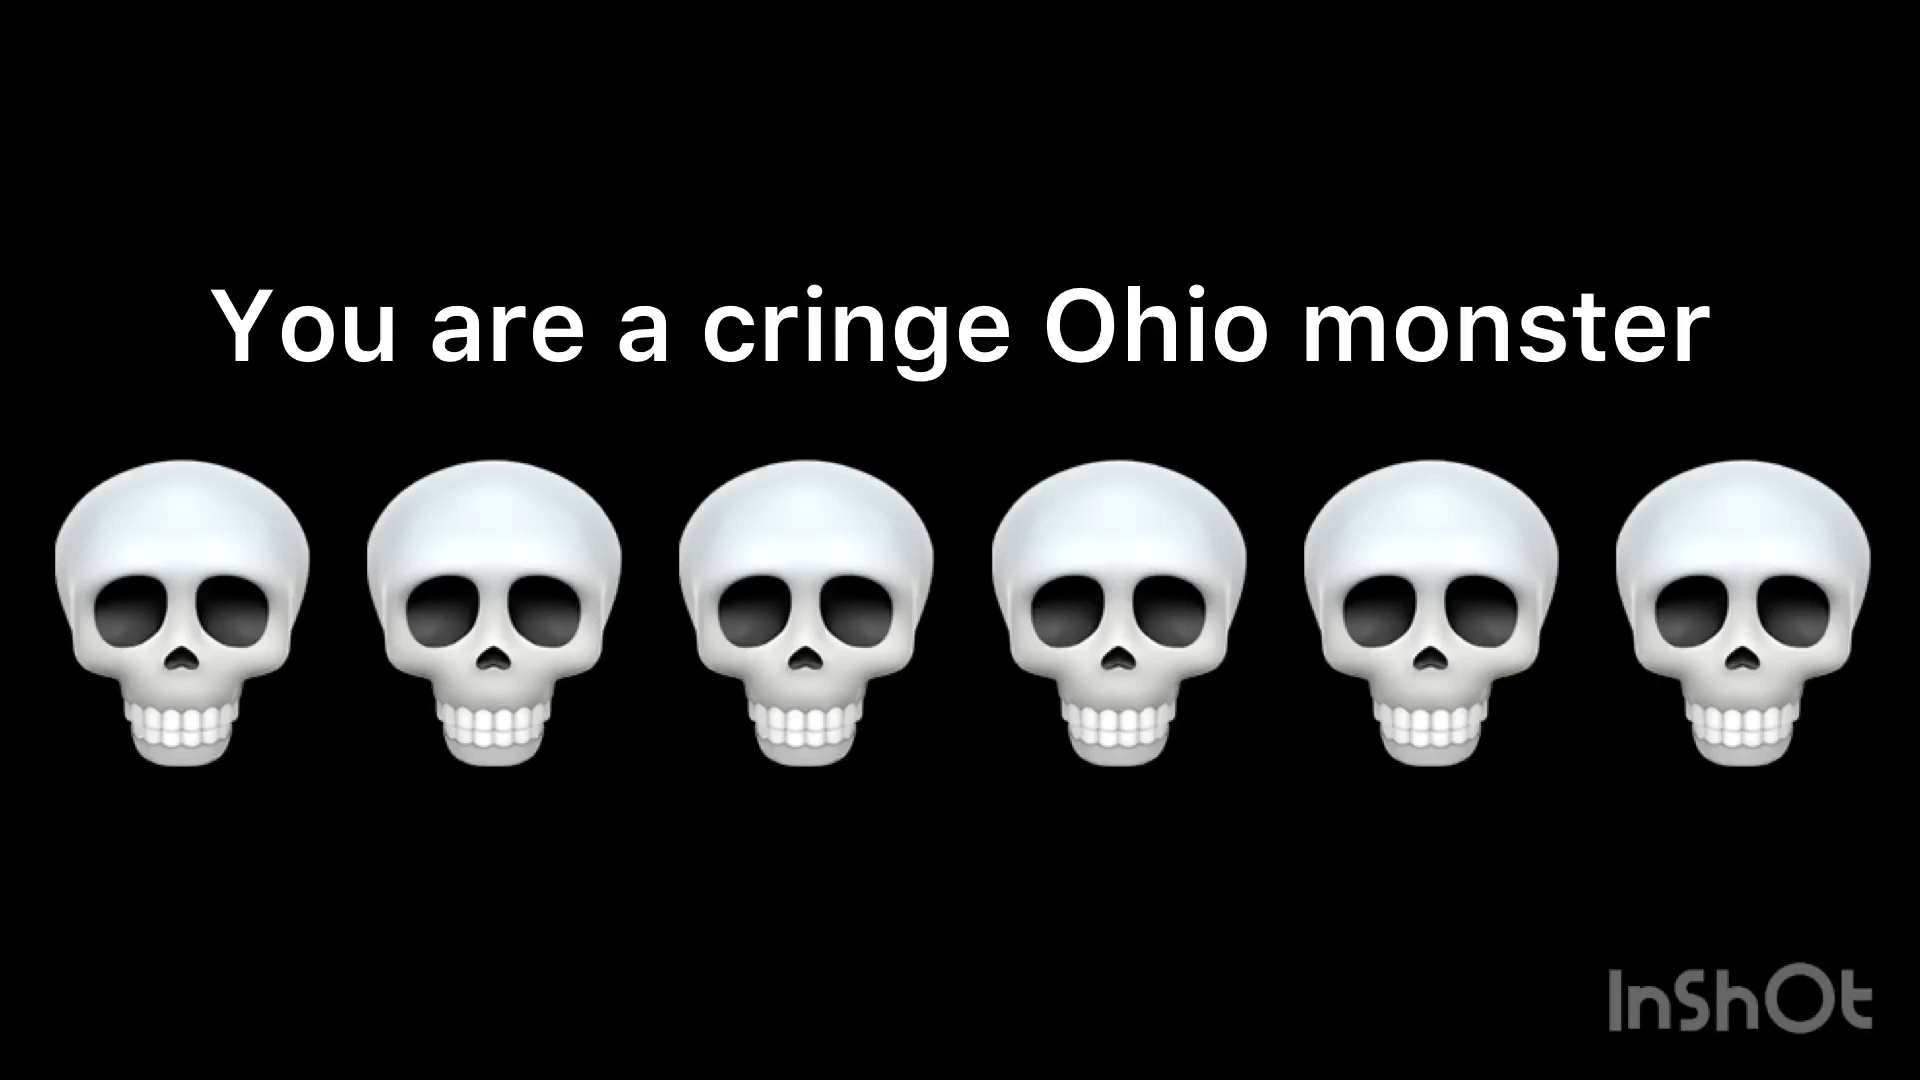 You are a cringe Ohio monster
💀💀💀💀💀💀
InShOt